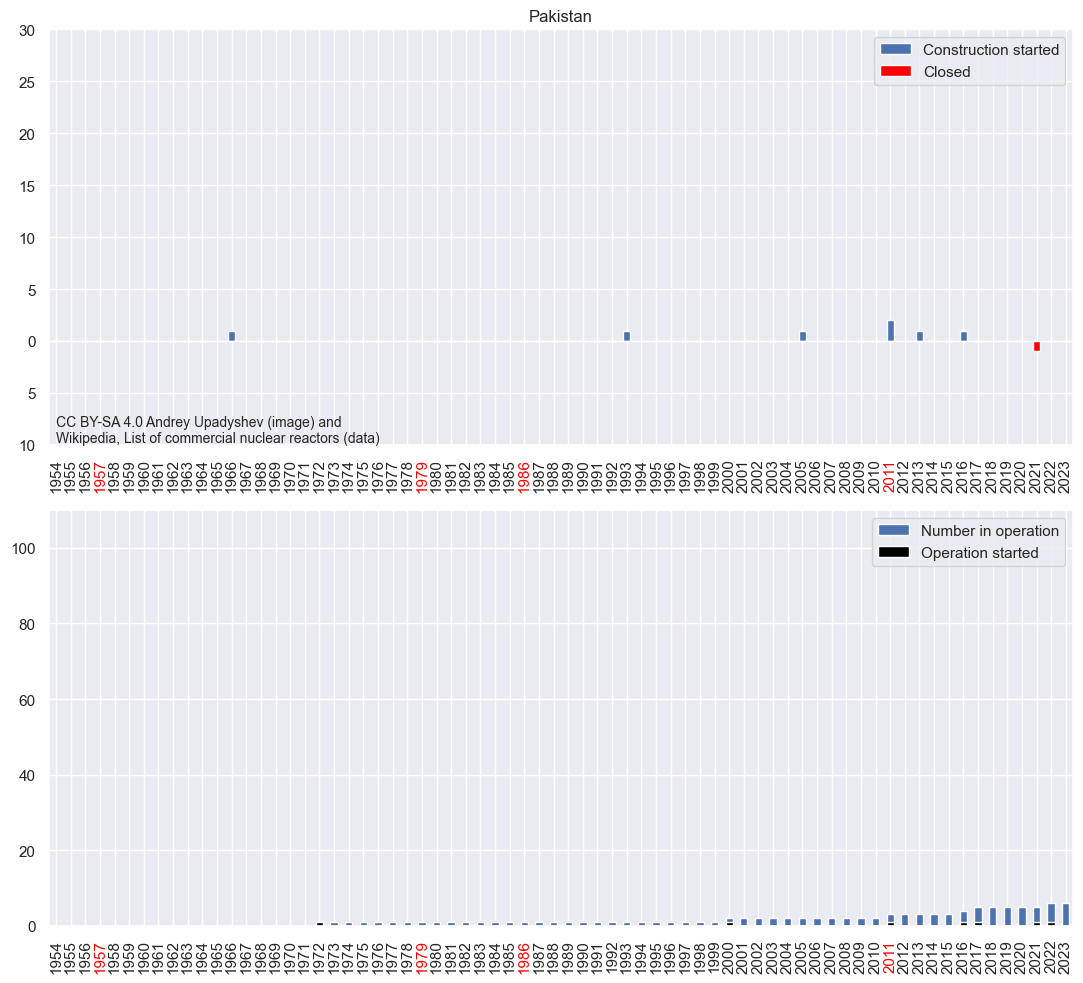 Pakistan
30
25
20
15
10
5
0
5
10
Construction started
Closed
CC BY-SA 4.0 Andrey Upadyshev (image) and
Wikipedia, List of commercial nuclear reactors (data)
1954 1955 1956 1957 1958 1959 1960 1961 1962 1963 1964 1965 1966 1967 1968 1969 1970 1971 1972 1973 1974 1975 1976 1977 1978 1979 1980 1981 1982 1983 1984 1985 1986 1987 1988 1989 1990 1991 1992 1993 1994 1995 1996 1997 1998 1999 2000 2001 2002 2003 2004 2005 2006 2007 2008 2009 2010 2011 2012 2013 2014 2015 2016 2017 2018 2019 2020 2021 2022 2023
Number in operation
Operation started
100
80
60
40
20
0
1954 1955 1956 1957 1958 1959 1960 1961 1962 1963 1964 1965 1966 1967 1968 1969 1970 1971 1972 1973 1974 1975 1976 1977 1978 1979 1980 1981 1982 1983 1984 1985 1986 1987 1988 1989 1990 1991 1992 1993 1994 1995 1996 1997 1998 1999 2000 2001 2002 2003 2004 2005 2006 2007 2008 2009 2010 2011 2012 2013 2014 2015 2016 2017 2018 2019 2020 2021 2022 2023